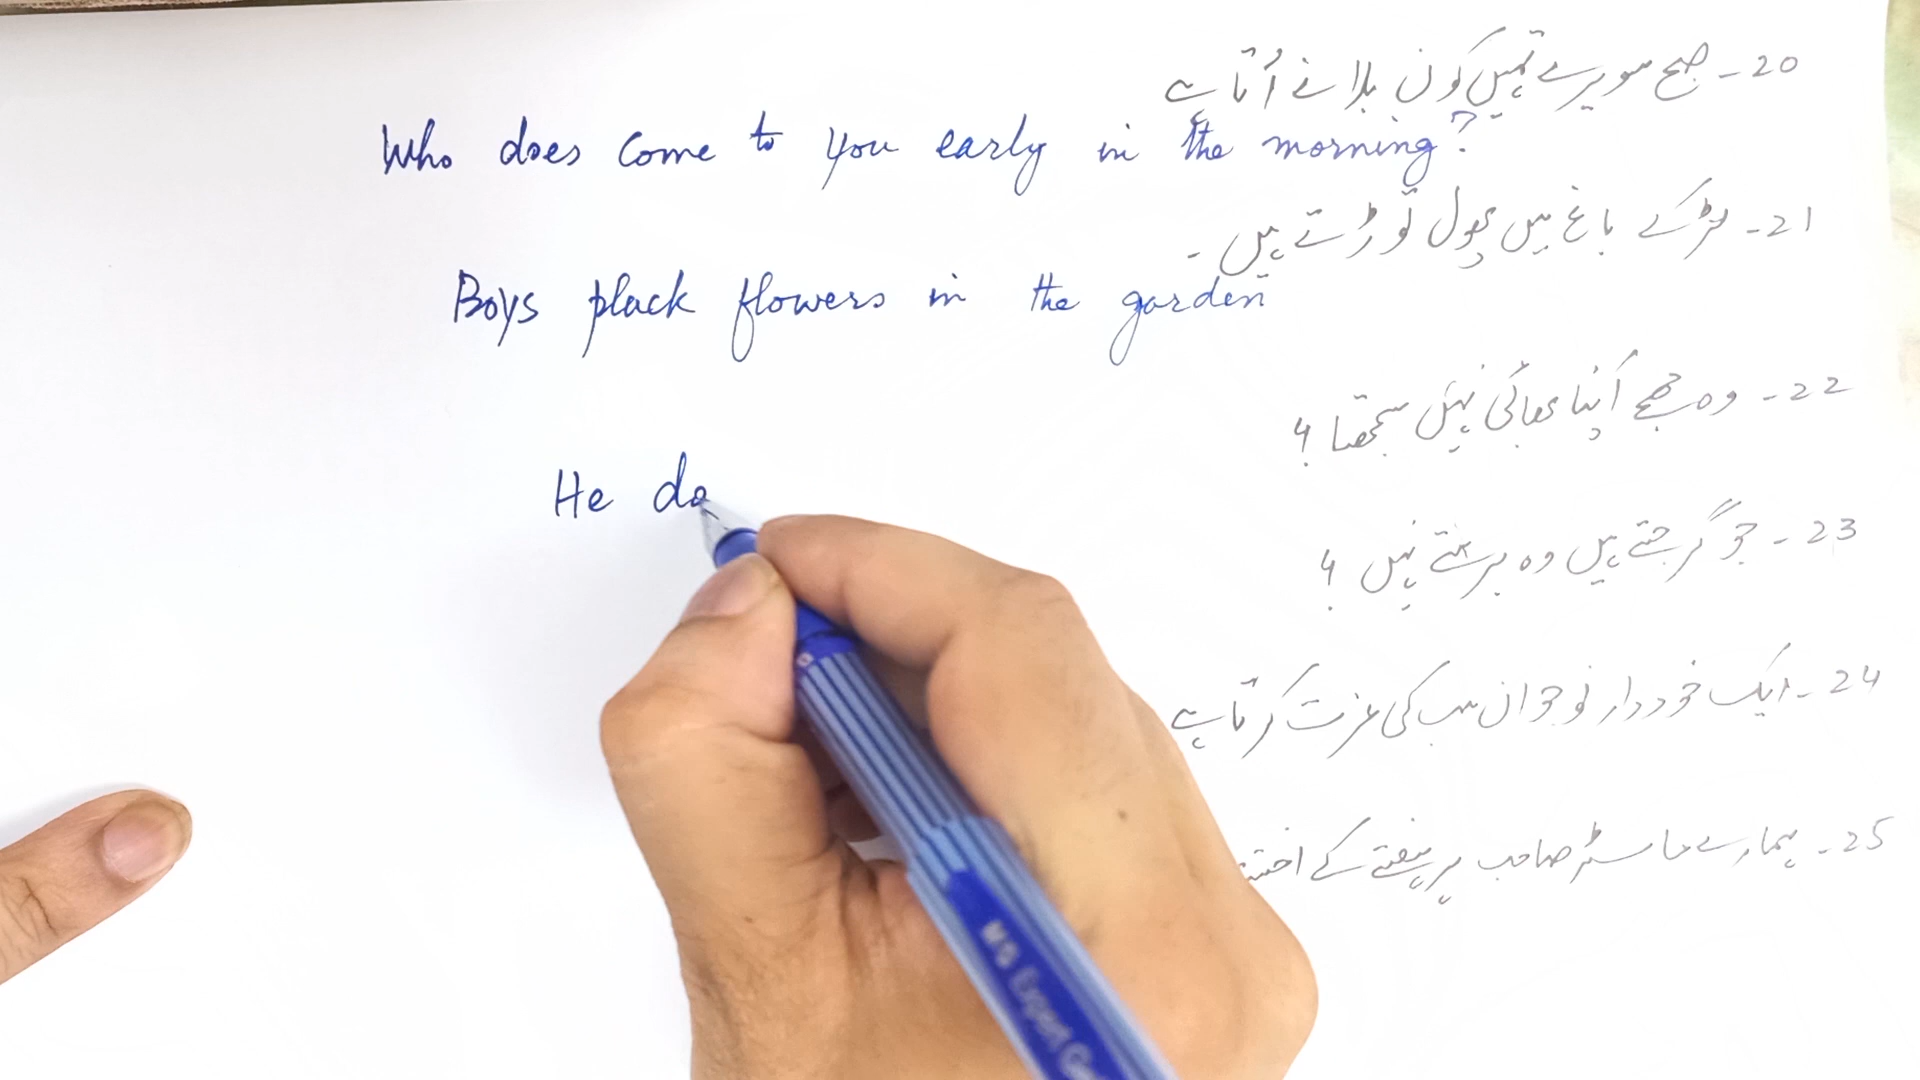 20- صبح سویرے تمہیں کون بلانے آتا ہے
Who does come to you early in the morning?
21- لڑکے باغ میں پھول توڑتے ہیں۔
Boys pluck flowers in the garden
22- وہ مجھے اپنا بھائی نہیں سمجھتا ؟
He do
23- جو گرجتے ہیں وہ برستے نہیں ؟
24- ایک خوددار نوجوان سب کی عزت کرتا ہے
25- ہمارے ماسٹر صاحب ہر ہفتے کے
Expert